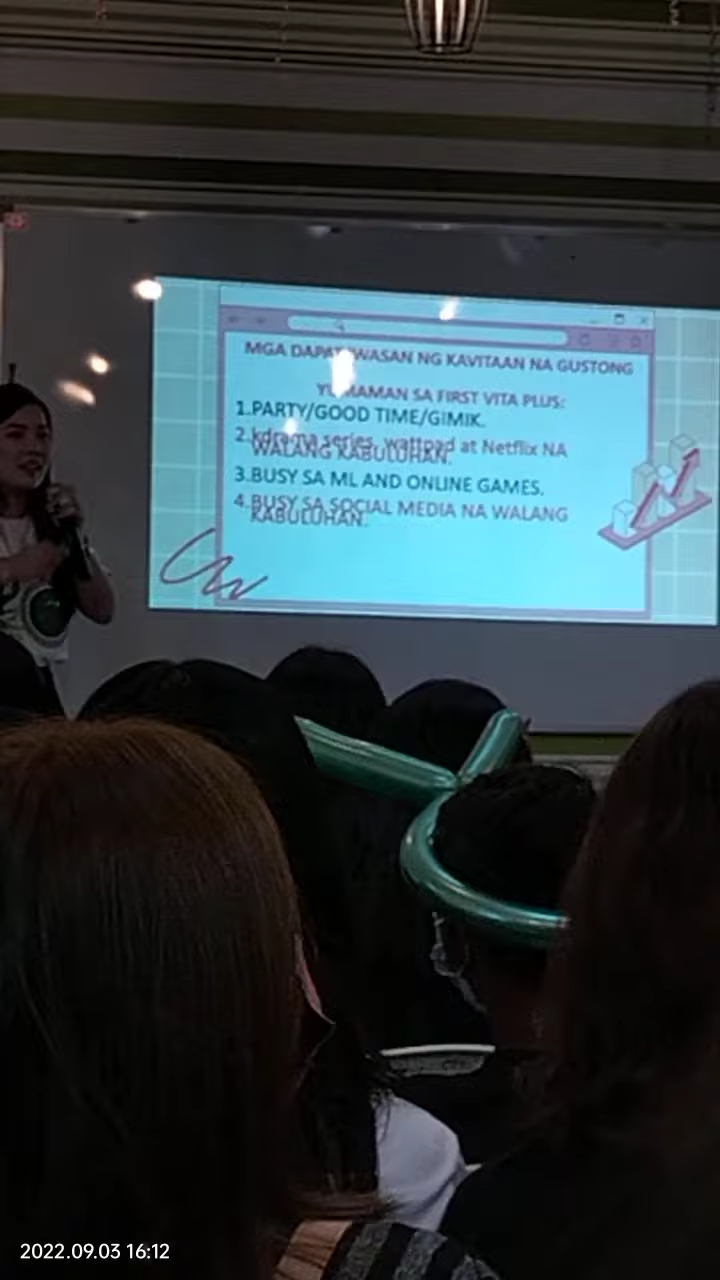 MGA DAPAT IWASAN NG KAVITAAN NA GUSTONG
YUMAMAN SA FIRST VITA PLUS:
1.PARTY/GOOD TIME/GIMIK.
2.kdrama series, wattpad at Netflix NA
WALANG KABULUHAN.
3.BUSY SA ML AND ONLINE GAMES.
4.BUSY SA SOCIAL MEDIA NA WALANG
KABULUHAN.
2022.09.03 16:12